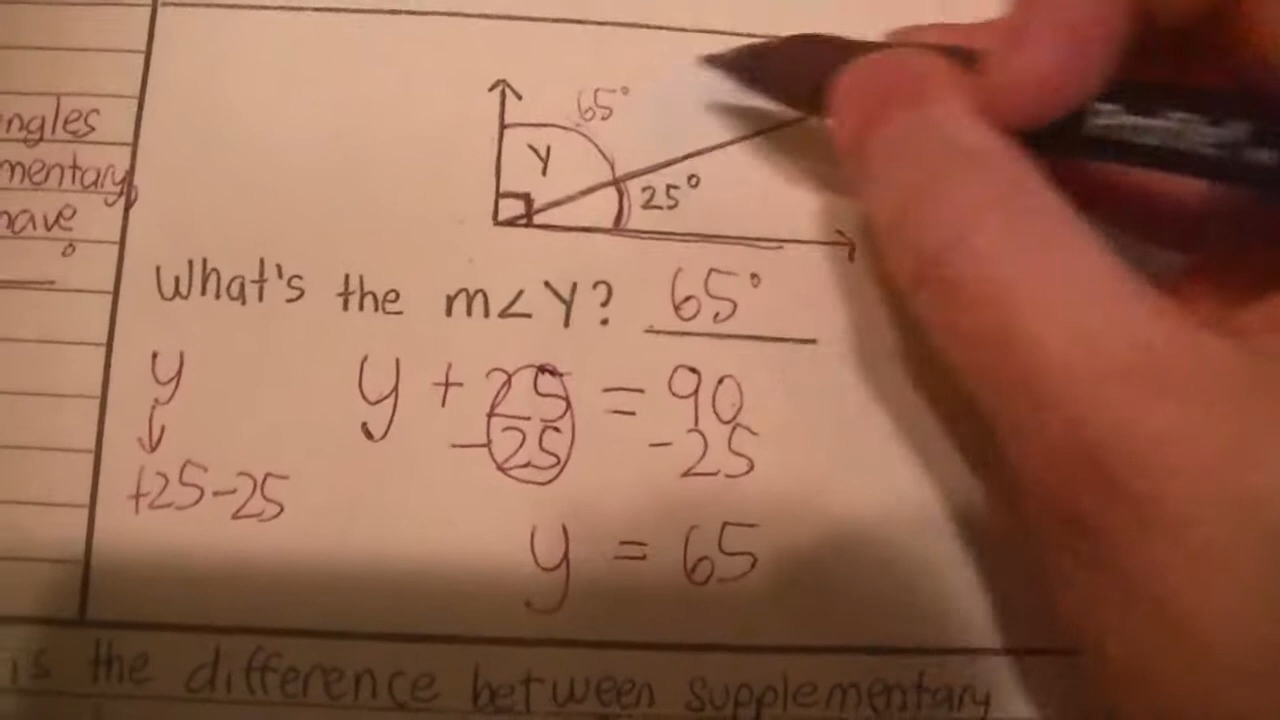 ngles
mentary,
have
°
65°
Y
25°
What's the m∠Y? 65°
y
y + 25 = 90
-25 -25
+25-25
y = 65
is the difference between supplementary